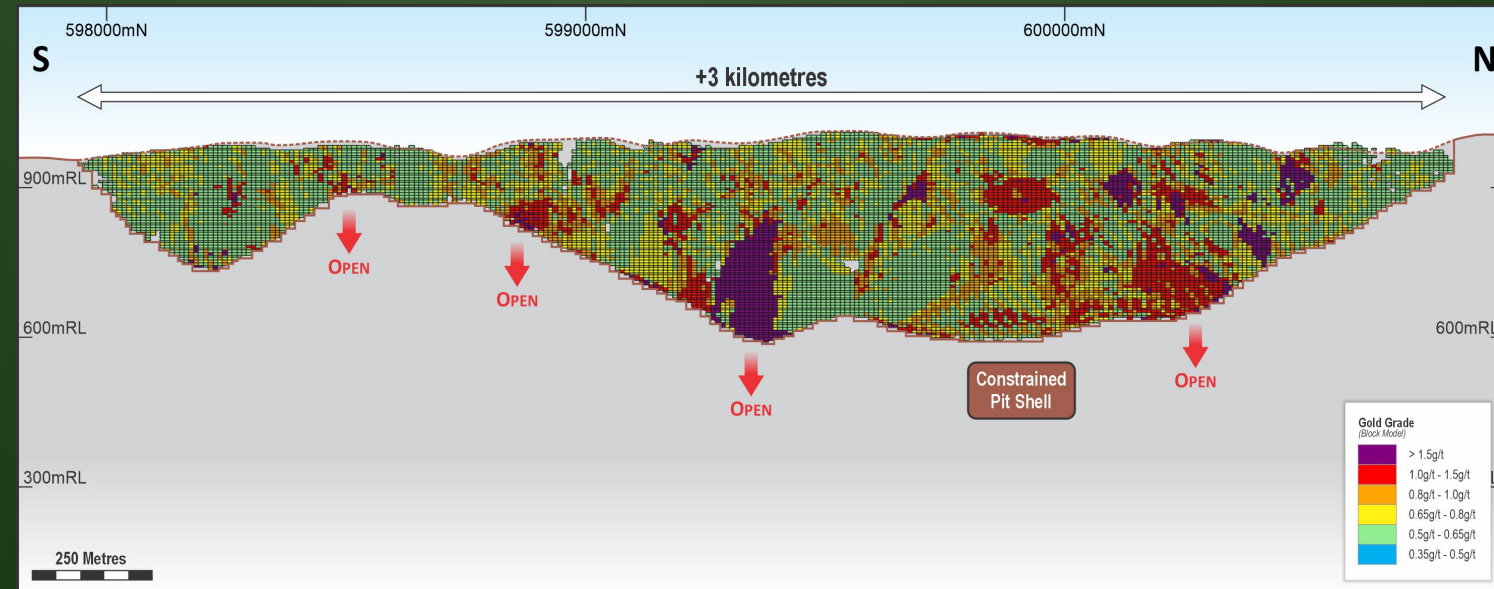 598000mN 599000mN 600000mN
S N
+3 kilometres
900mRL
OPEN
OPEN
600mRL 600mRL
OPEN
OPEN
Constrained
Pit Shell
300mRL
Gold Grade
(Block Model)
> 1.5g/t
1.0g/t - 1.5g/t
0.8g/t - 1.0g/t
0.65g/t - 0.8g/t
0.5g/t - 0.65g/t
0.35g/t - 0.5g/t
250 Metres